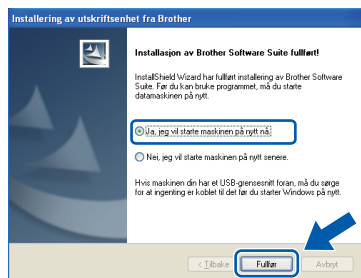 Installering av utskriftsenhet fra Brother
Installasjon av Brother Software Suite fullført!
InstallShield Wizard har fullført installering av Brother Software
Suite. Før du kan bruke programmet, må du starte
datamaskinen på nytt.
Ja, jeg vil starte maskinen på nytt nå.
Nei, jeg vil starte maskinen på nytt senere.
Hvis maskinen din har et USB-grensesnitt foran, må du sørge
for at ingenting er koblet til det før du starter Windows på nytt.
< Tilbake
Fullfør
Avbryt